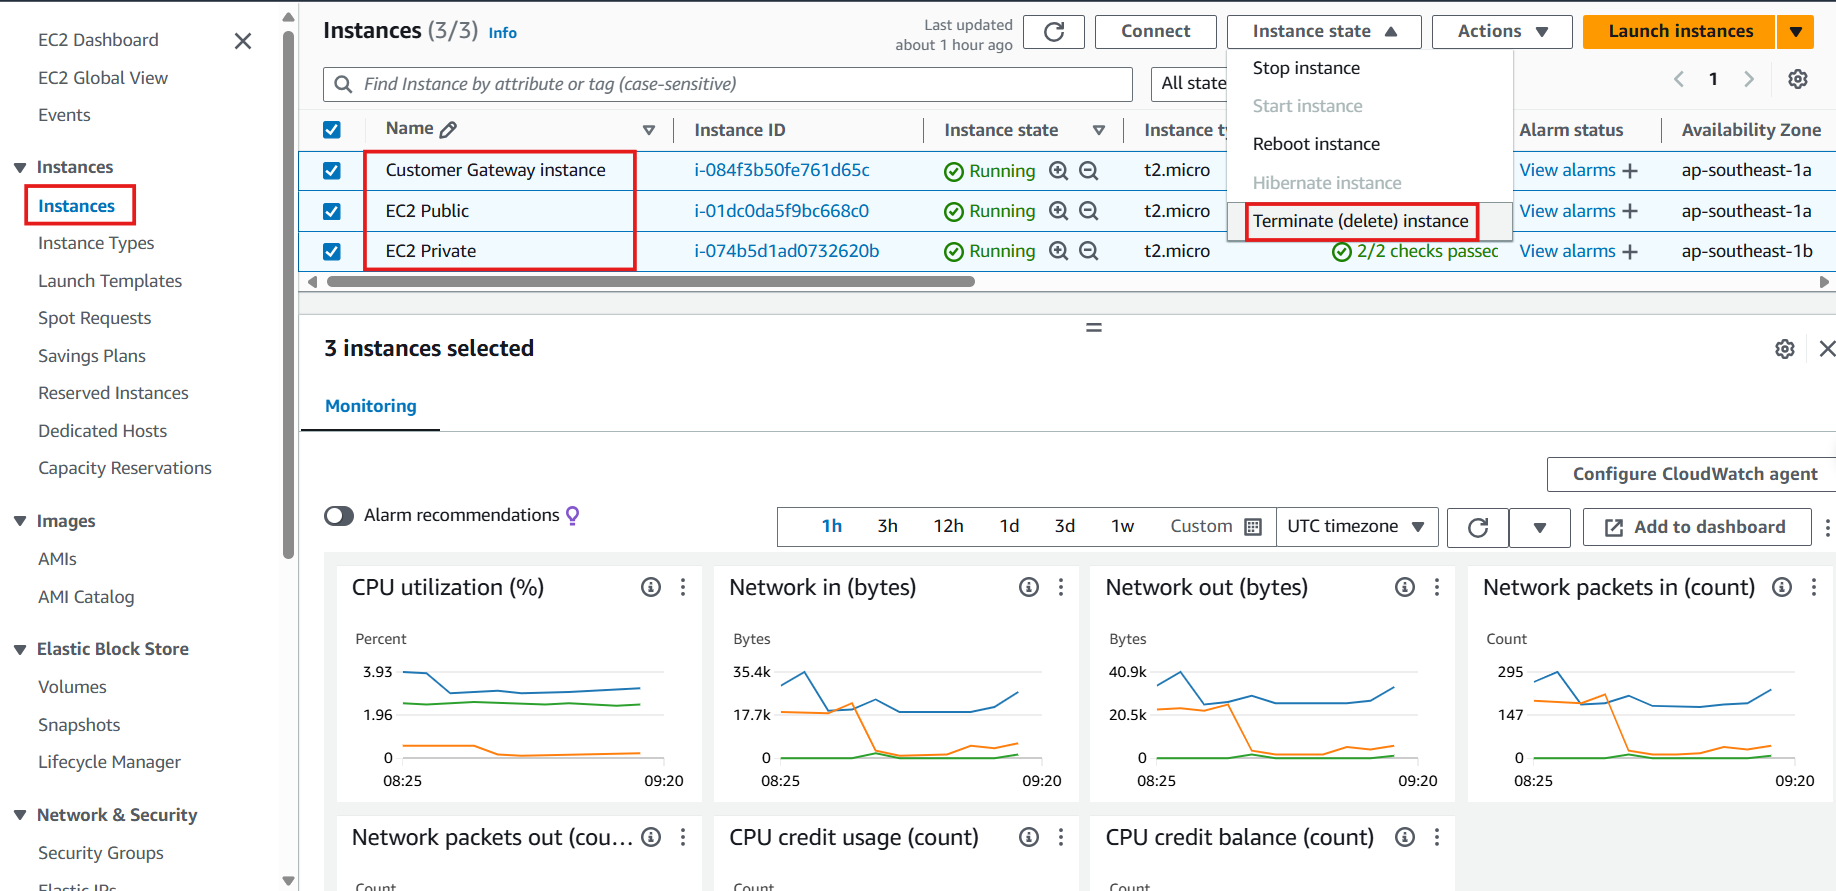 EC2 Dashboard
EC2 Global View
Events
Instances
Instances
Instance Types
Launch Templates
Spot Requests
Savings Plans
Reserved Instances
Dedicated Hosts
Capacity Reservations
Images
AMIs
AMI Catalog
Elastic Block Store
Volumes
Snapshots
Lifecycle Manager
Network & Security
Security Groups
Elastic IPs
Instances (3/3) Info
Last updated
about 1 hour ago
Connect
Instance state
Actions
Launch instances
Find Instance by attribute or tag (case-sensitive)
All state
1
Stop instance
Start instance
Reboot instance
Hibernate instance
Terminate (delete) instance
Name Instance ID Instance state Instance ty Alarm status Availability Zone
Customer Gateway instance i-084f3b50fe761d65c Running t2.micro View alarms ap-southeast-1a
EC2 Public i-01dc0da5f9bc668c0 Running t2.micro View alarms ap-southeast-1a
EC2 Private i-074b5d1ad0732620b Running t2.micro 2/2 checks passec View alarms ap-southeast-1b
3 instances selected
Monitoring
Configure CloudWatch agent
Alarm recommendations
1h 3h 12h 1d 3d 1w Custom UTC timezone
Add to dashboard
CPU utilization (%)
Percent
3.93
1.96
0
08:25 09:20
Network in (bytes)
Bytes
35.4k
17.7k
0
08:25 09:20
Network out (bytes)
Bytes
40.9k
20.5k
0
08:25 09:20
Network packets in (count)
Count
295
147
0
08:25 09:20
Network packets out (cou...
Count
CPU credit usage (count)
Count
CPU credit balance (count)
Count